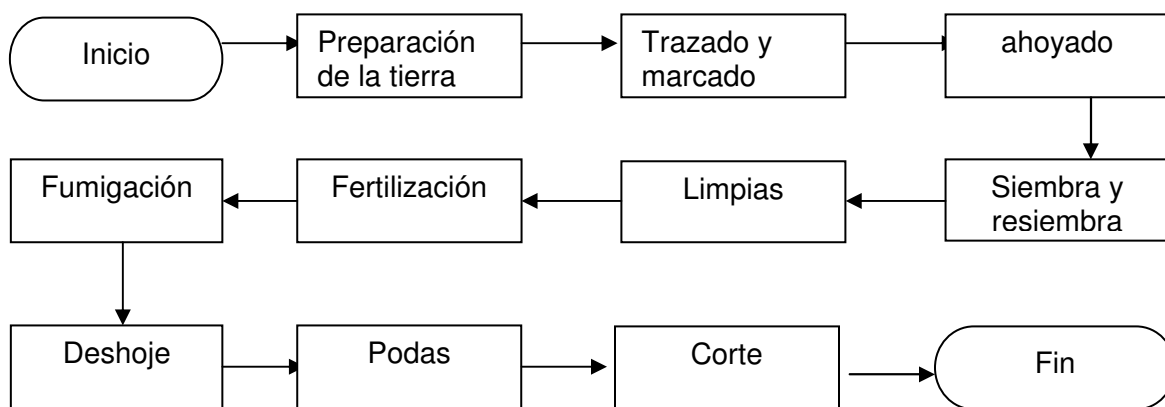 Inicio
Preparación
de la tierra
Trazado y
marcado
ahoyado
Siembra y
resiembra
Limpias
Fertilización
Fumigación
Deshoje
Podas
Corte
Fin